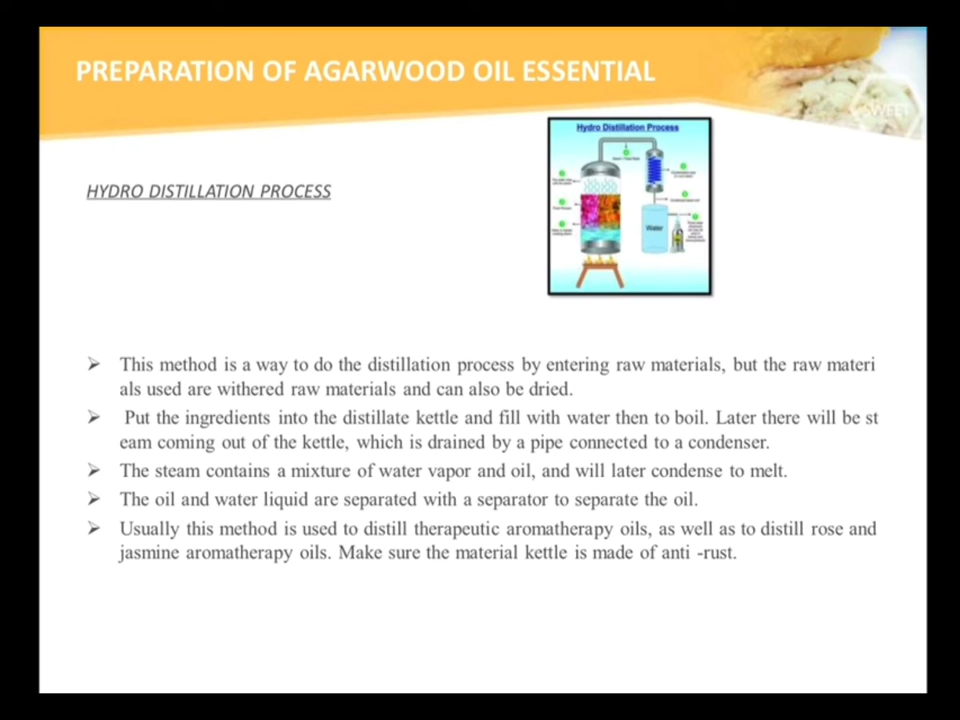 PREPARATION OF AGARWOOD OIL ESSENTIAL
SWEET
Hydro Distillation Process
HYDRO DISTILLATION PROCESS
Water
➢ This method is a way to do the distillation process by entering raw materials, but the raw materi
als used are withered raw materials and can also be dried.
➢ Put the ingredients into the distillate kettle and fill with water then to boil. Later there will be st
eam coming out of the kettle, which is drained by a pipe connected to a condenser.
➢ The steam contains a mixture of water vapor and oil, and will later condense to melt.
➢ The oil and water liquid are separated with a separator to separate the oil.
➢ Usually this method is used to distill therapeutic aromatherapy oils, as well as to distill rose and
jasmine aromatherapy oils. Make sure the material kettle is made of anti -rust.